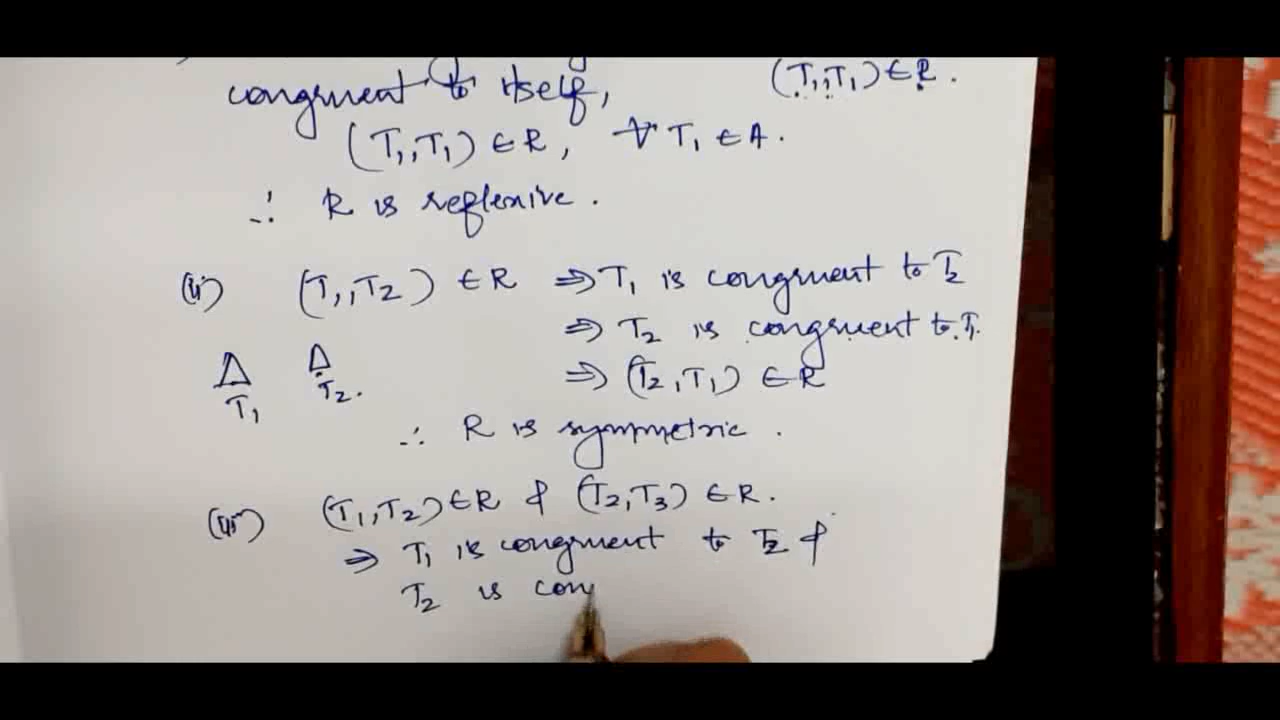 congruent to itself, (T₁,T₁) ∈ R.
(T₁,T₁) ∈ R, ∀ T₁ ∈ A.
∴ R is reflexive.
(ii) (T₁,T₂) ∈ R ⇒ T₁ is congruent to T₂
⇒ T₂ is congruent to T₁.
⇒ (T₂,T₁) ∈ R
T₁ T₂.
∴ R is symmetric.
(iii) (T₁,T₂) ∈ R & (T₂,T₃) ∈ R.
⇒ T₁ is congruent to T₂ &
T₂ is con